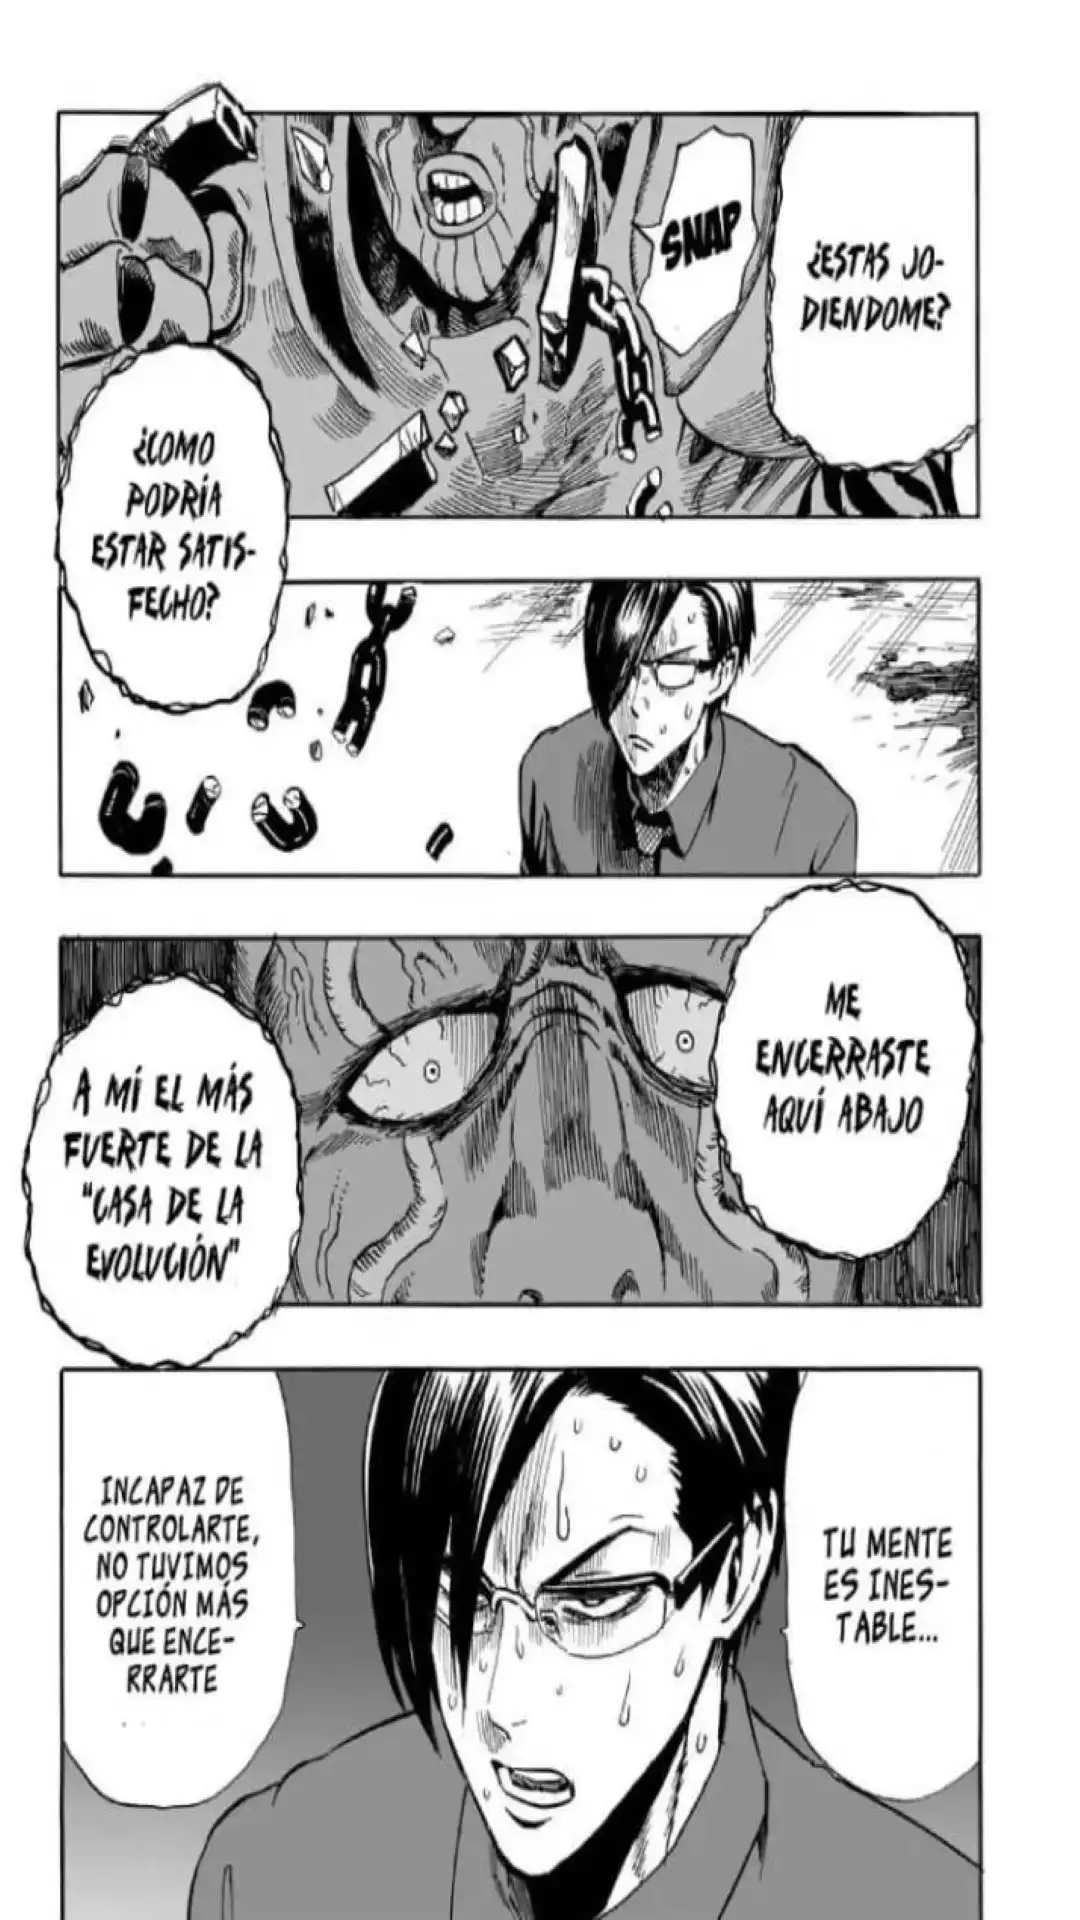 ¿ESTAS JO-
DIENDOME?
SNAP
¿COMO
PODRÍA
ESTAR SATIS-
FECHO?
ME
ENCERRASTE
AQUÍ ABAJO
A MÍ EL MÁS
FUERTE DE LA
"CASA DE LA
EVOLUCIÓN"
TU MENTE
ES INES-
TABLE...
INCAPAZ DE
CONTROLARTE,
NO TUVIMOS
OPCIÓN MÁS
QUE ENCE-
RRARTE